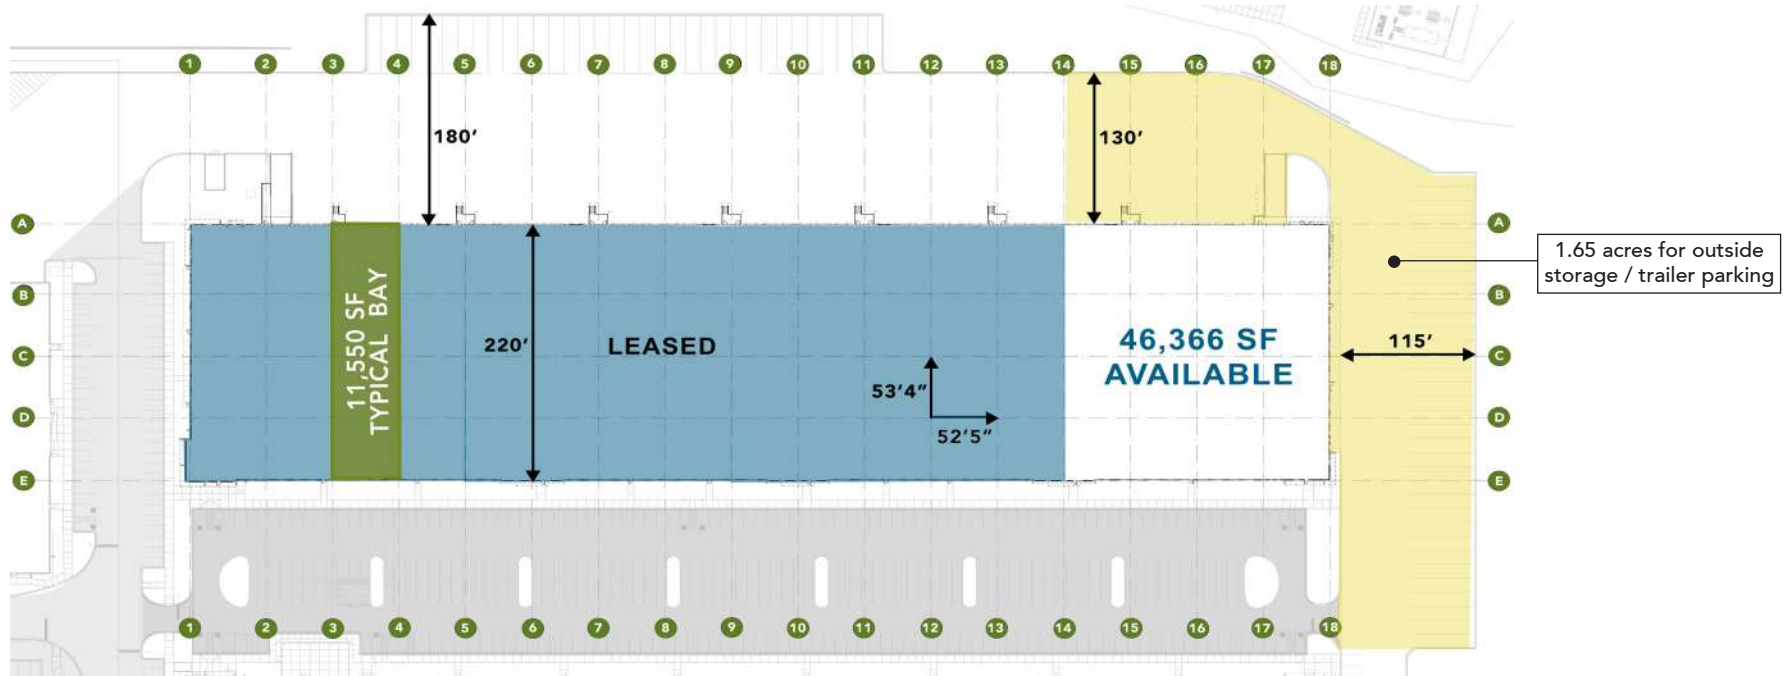 1 2 3 4 5 6 7 8 9 10 11 12 13 14 15 16 17 18
180'
130'
A A
1.65 acres for outside
storage / trailer parking
B B
11,550 SF
TYPICAL BAY
220'
LEASED
46,366 SF
AVAILABLE
115'
C C
53'4"
52'5"
D D
E E
1 2 3 4 5 6 7 8 9 10 11 12 13 14 15 16 17 18